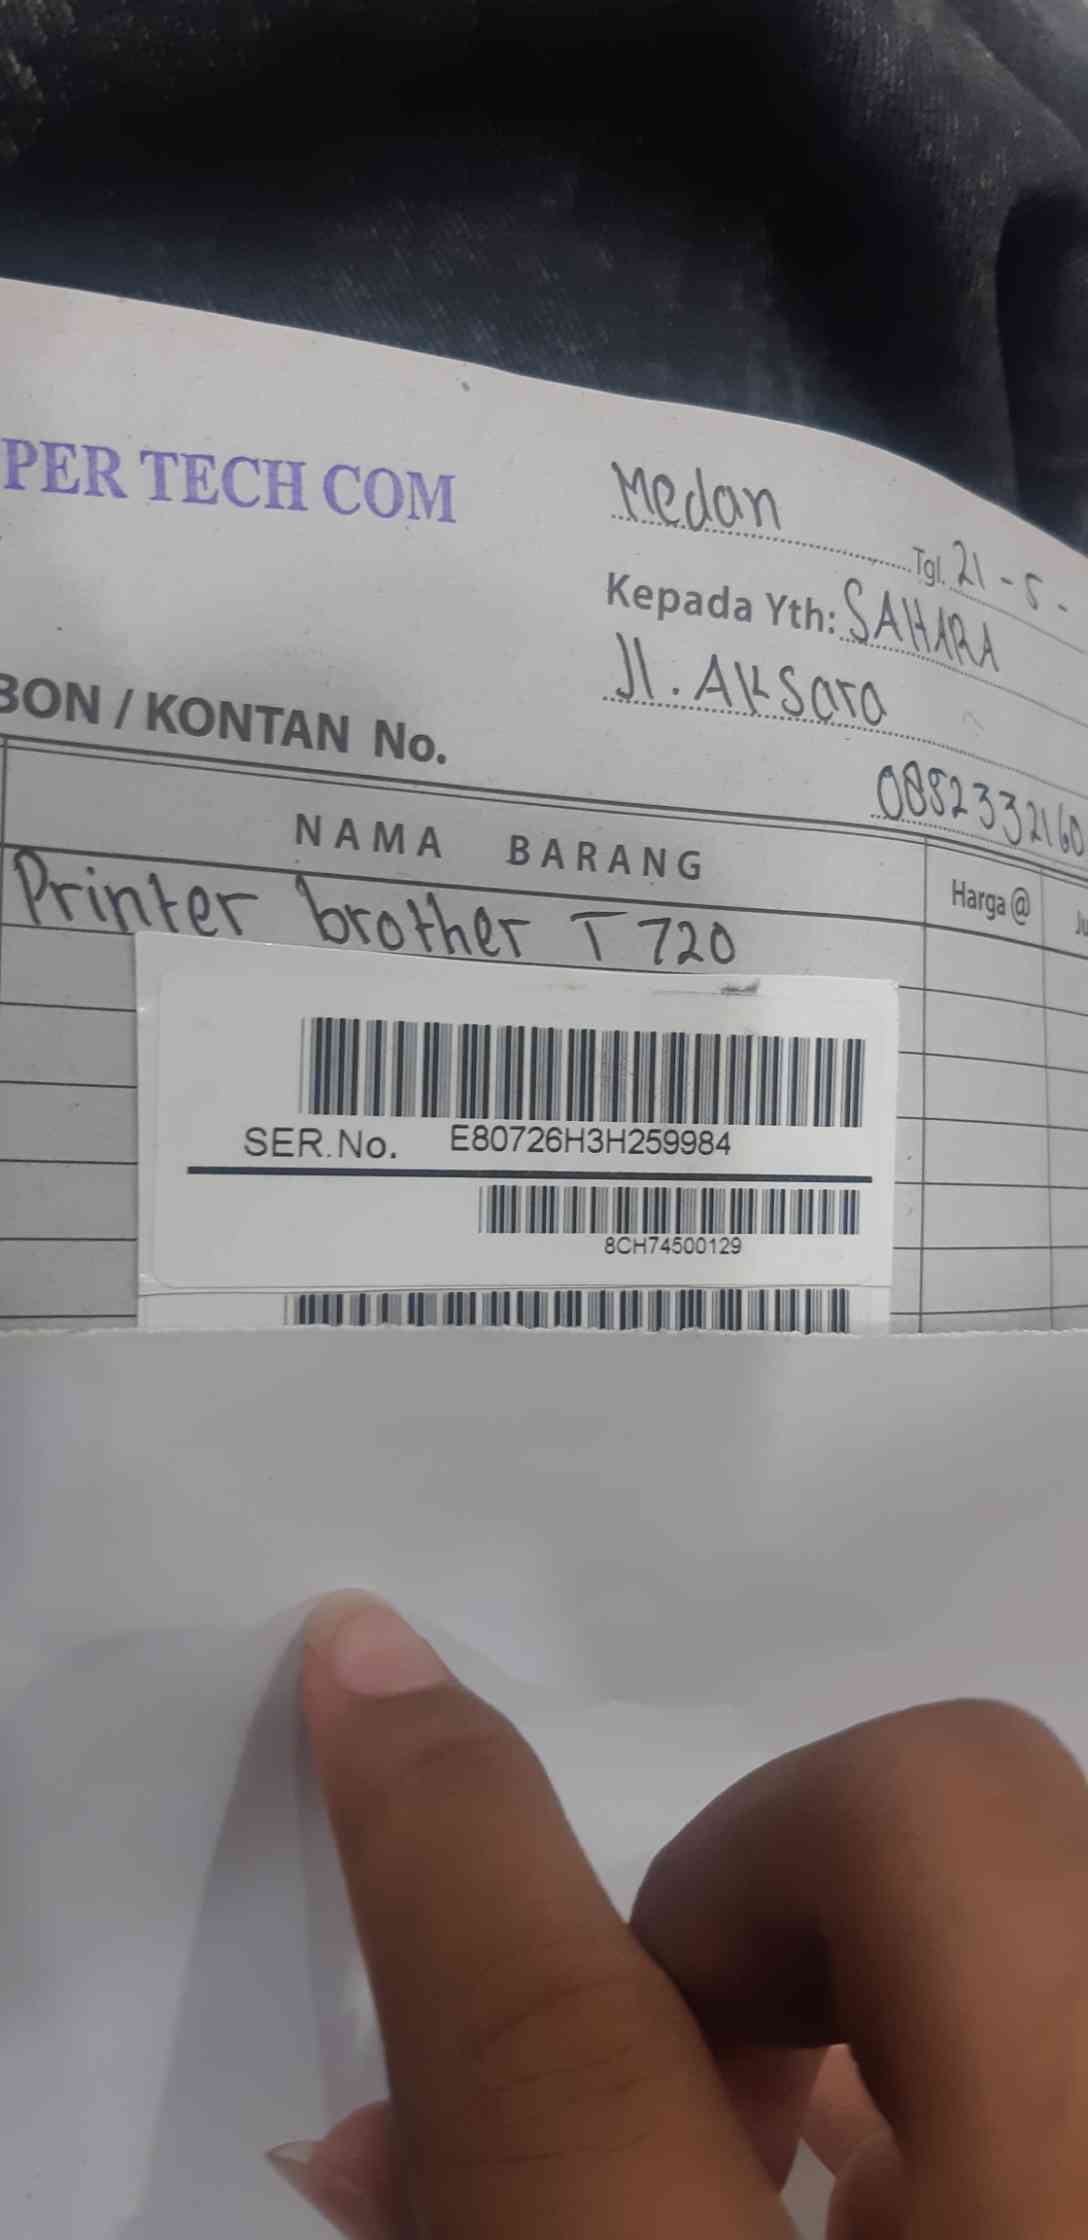 PER TECH COM
Medan
Tgl. 21 - 5 -
Kepada Yth: SAHARA
Jl. Aksara
0852332160
BON / KONTAN No.
NAMA BARANG
Harga @
Printer brother T 720
SER.No. E80726H3H259984
8CH74500129